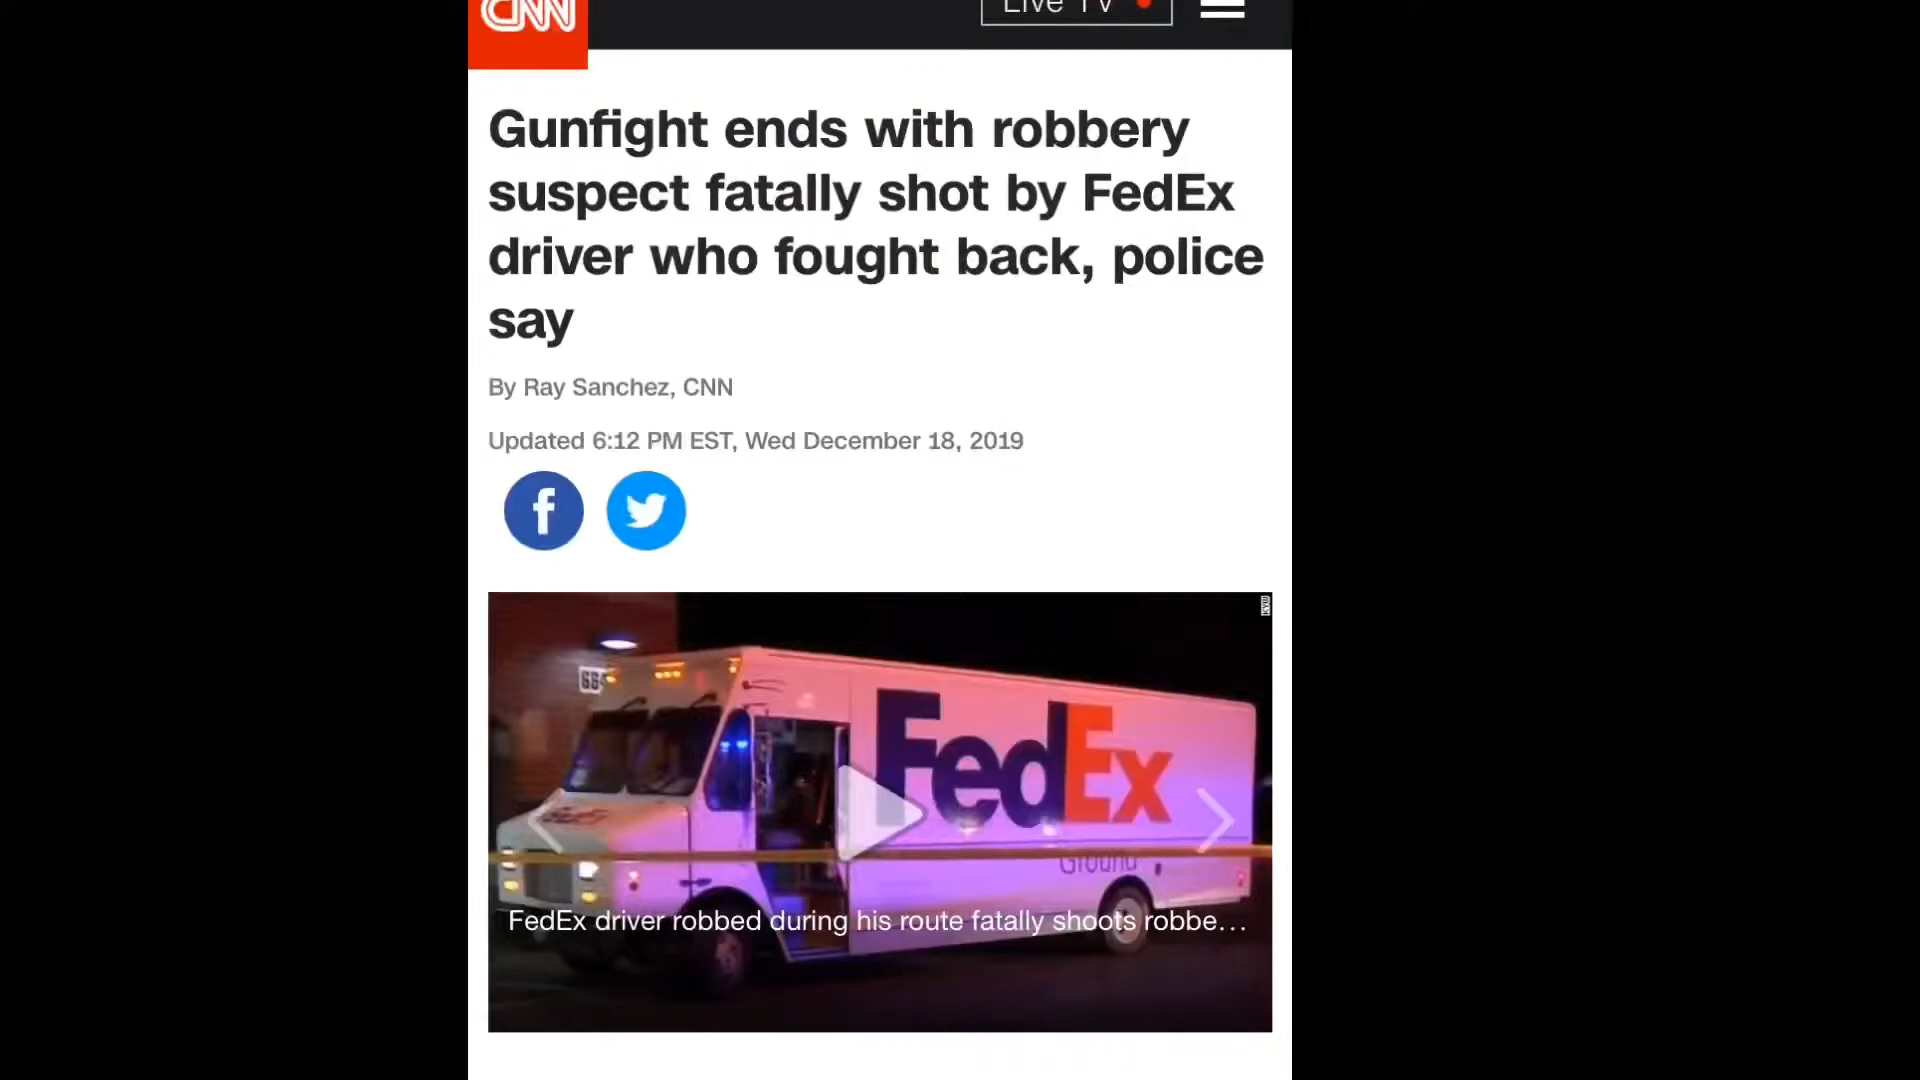 CNN
Live TV
Gunfight ends with robbery
suspect fatally shot by FedEx
driver who fought back, police
say
By Ray Sanchez, CNN
Updated 6:12 PM EST, Wed December 18, 2019
f
KYW
664
FedEx
Ground
FedEx driver robbed during his route fatally shoots robbe...